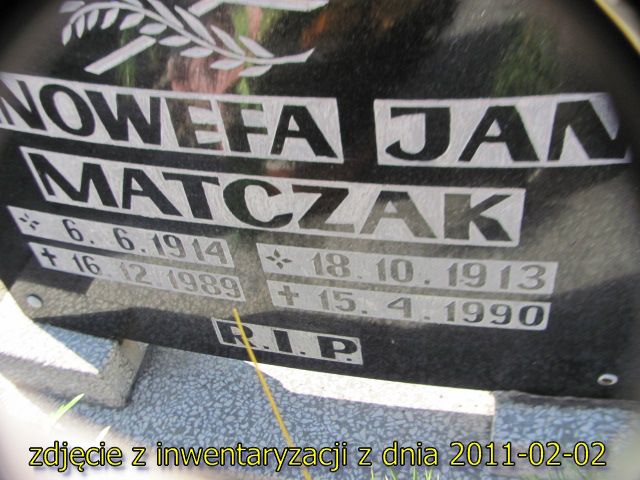 NOWEFA JAN
MATCZAK
6. 6. 1914 18. 10. 1913
16. 12. 1989 15. 4. 1990
R.I.P.
zdjęcie z inwentaryzacji z dnia 2011-02-02